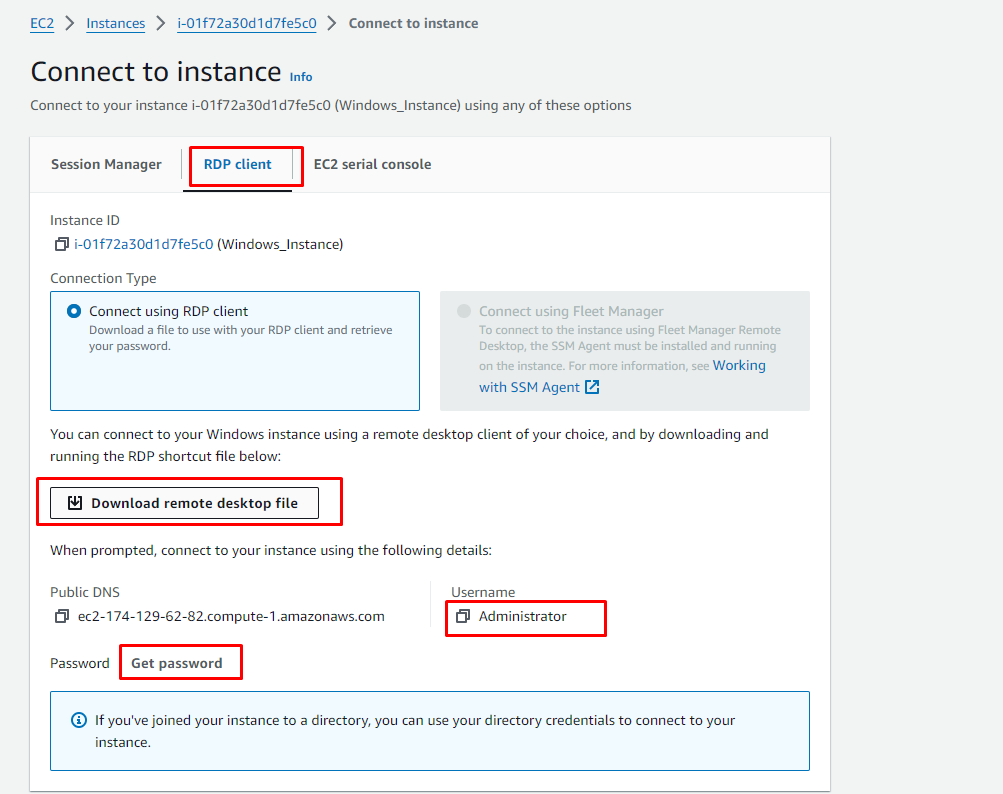 EC2 > Instances > i-01f72a30d1d7fe5c0 > Connect to instance
Connect to instance Info
Connect to your instance i-01f72a30d1d7fe5c0 (Windows_Instance) using any of these options
Session Manager RDP client EC2 serial console
Instance ID
i-01f72a30d1d7fe5c0 (Windows_Instance)
Connection Type
Connect using RDP client
Download a file to use with your RDP client and retrieve
your password.
Connect using Fleet Manager
To connect to the instance using Fleet Manager Remote
Desktop, the SSM Agent must be installed and running
on the instance. For more information, see Working
with SSM Agent
You can connect to your Windows instance using a remote desktop client of your choice, and by downloading and
running the RDP shortcut file below:
Download remote desktop file
When prompted, connect to your instance using the following details:
Public DNS
ec2-174-129-62-82.compute-1.amazonaws.com
Username
Administrator
Password Get password
If you've joined your instance to a directory, you can use your directory credentials to connect to your
instance.